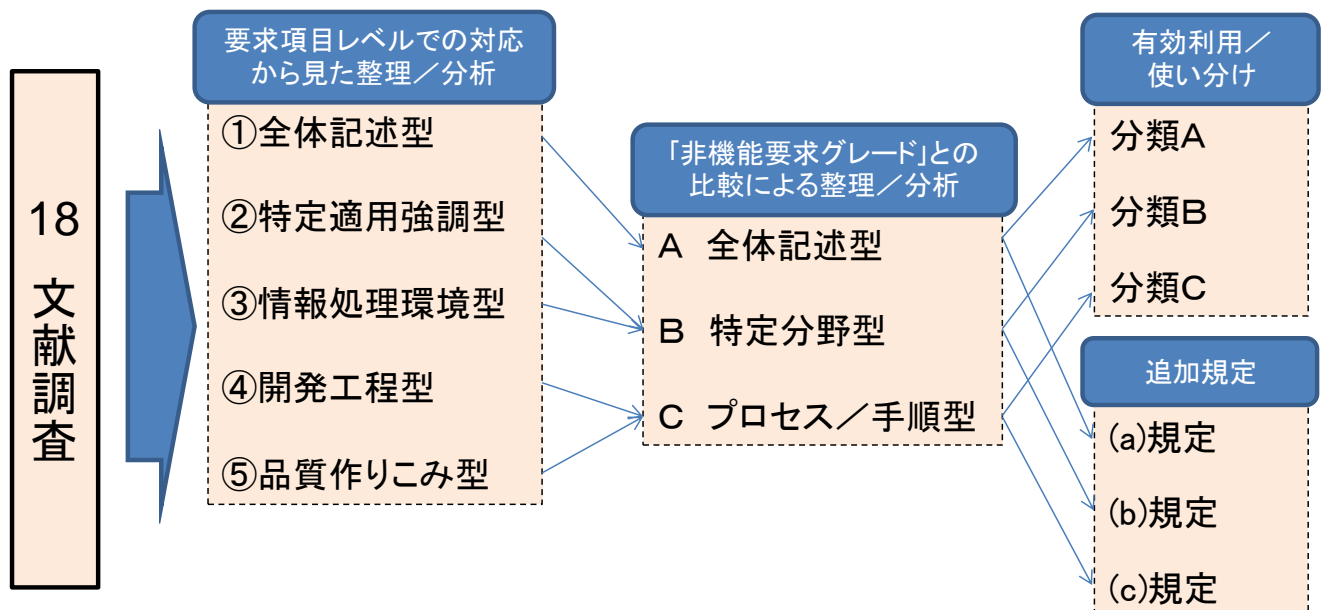 18
文献調査
要求項目レベルでの対応
から見た整理／分析
①全体記述型
②特定適用強調型
③情報処理環境型
④開発工程型
⑤品質作りこみ型
「非機能要求グレード」との
比較による整理／分析
A 全体記述型
B 特定分野型
C プロセス／手順型
有効利用／
使い分け
分類A
分類B
分類C
追加規定
(a)規定
(b)規定
(c)規定